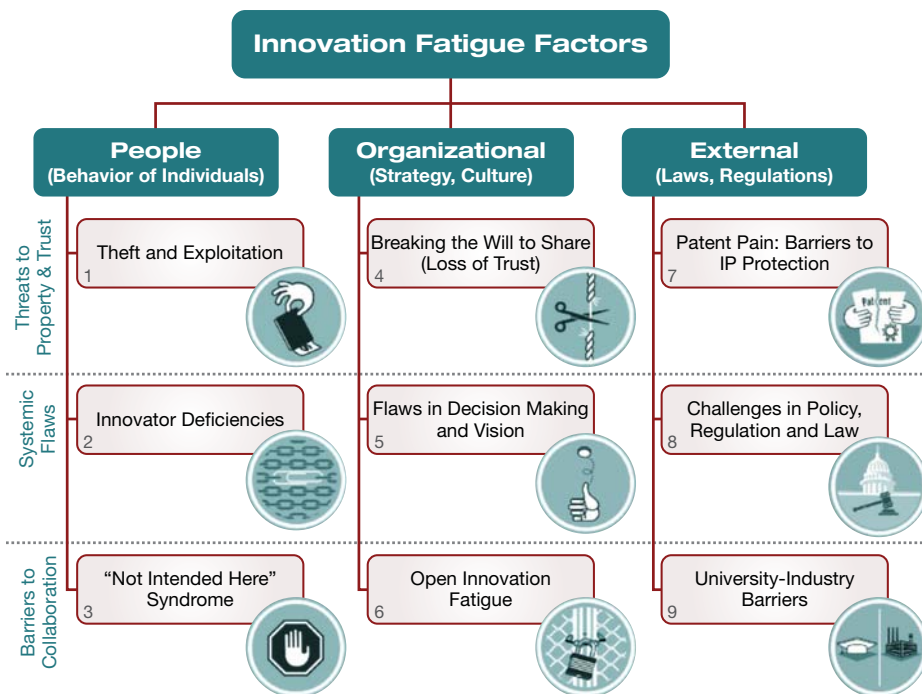 Innovation Fatigue Factors
People
(Behavior of Individuals)
Organizational
(Strategy, Culture)
External
(Laws, Regulations)
Threats to
Property & Trust
Theft and Exploitation
1
Breaking the Will to Share
(Loss of Trust)
4
Patent Pain: Barriers to
IP Protection
7
Patent
Systemic
Flaws
Innovator Deficiencies
2
Flaws in Decision Making
and Vision
5
Challenges in Policy,
Regulation and Law
8
Barriers to
Collaboration
“Not Intended Here”
Syndrome
3
Open Innovation
Fatigue
6
University-Industry
Barriers
9